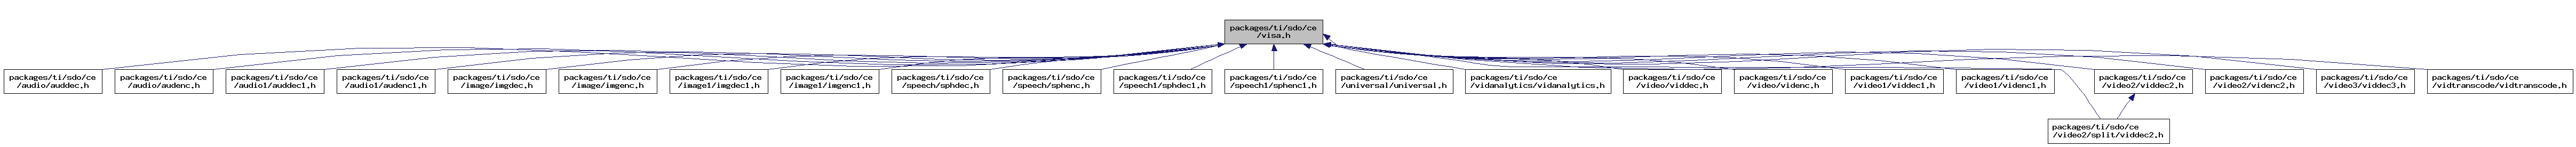 packages/ti/sdo/ce
/visa.h
packages/ti/sdo/ce
/audio/auddec.h
packages/ti/sdo/ce
/audio/audenc.h
packages/ti/sdo/ce
/audio1/auddec1.h
packages/ti/sdo/ce
/audio1/audenc1.h
packages/ti/sdo/ce
/image/imgdec.h
packages/ti/sdo/ce
/image/imgenc.h
packages/ti/sdo/ce
/image1/imgdec1.h
packages/ti/sdo/ce
/image1/imgenc1.h
packages/ti/sdo/ce
/speech/sphdec.h
packages/ti/sdo/ce
/speech/sphenc.h
packages/ti/sdo/ce
/speech1/sphdec1.h
packages/ti/sdo/ce
/speech1/sphenc1.h
packages/ti/sdo/ce
/universal/universal.h
packages/ti/sdo/ce
/vidanalytics/vidanalytics.h
packages/ti/sdo/ce
/video/viddec.h
packages/ti/sdo/ce
/video/videnc.h
packages/ti/sdo/ce
/video1/viddec1.h
packages/ti/sdo/ce
/video1/videnc1.h
packages/ti/sdo/ce
/video2/viddec2.h
packages/ti/sdo/ce
/video2/videnc2.h
packages/ti/sdo/ce
/video3/viddec3.h
packages/ti/sdo/ce
/vidtranscode/vidtranscode.h
packages/ti/sdo/ce
/video2/split/viddec2.h